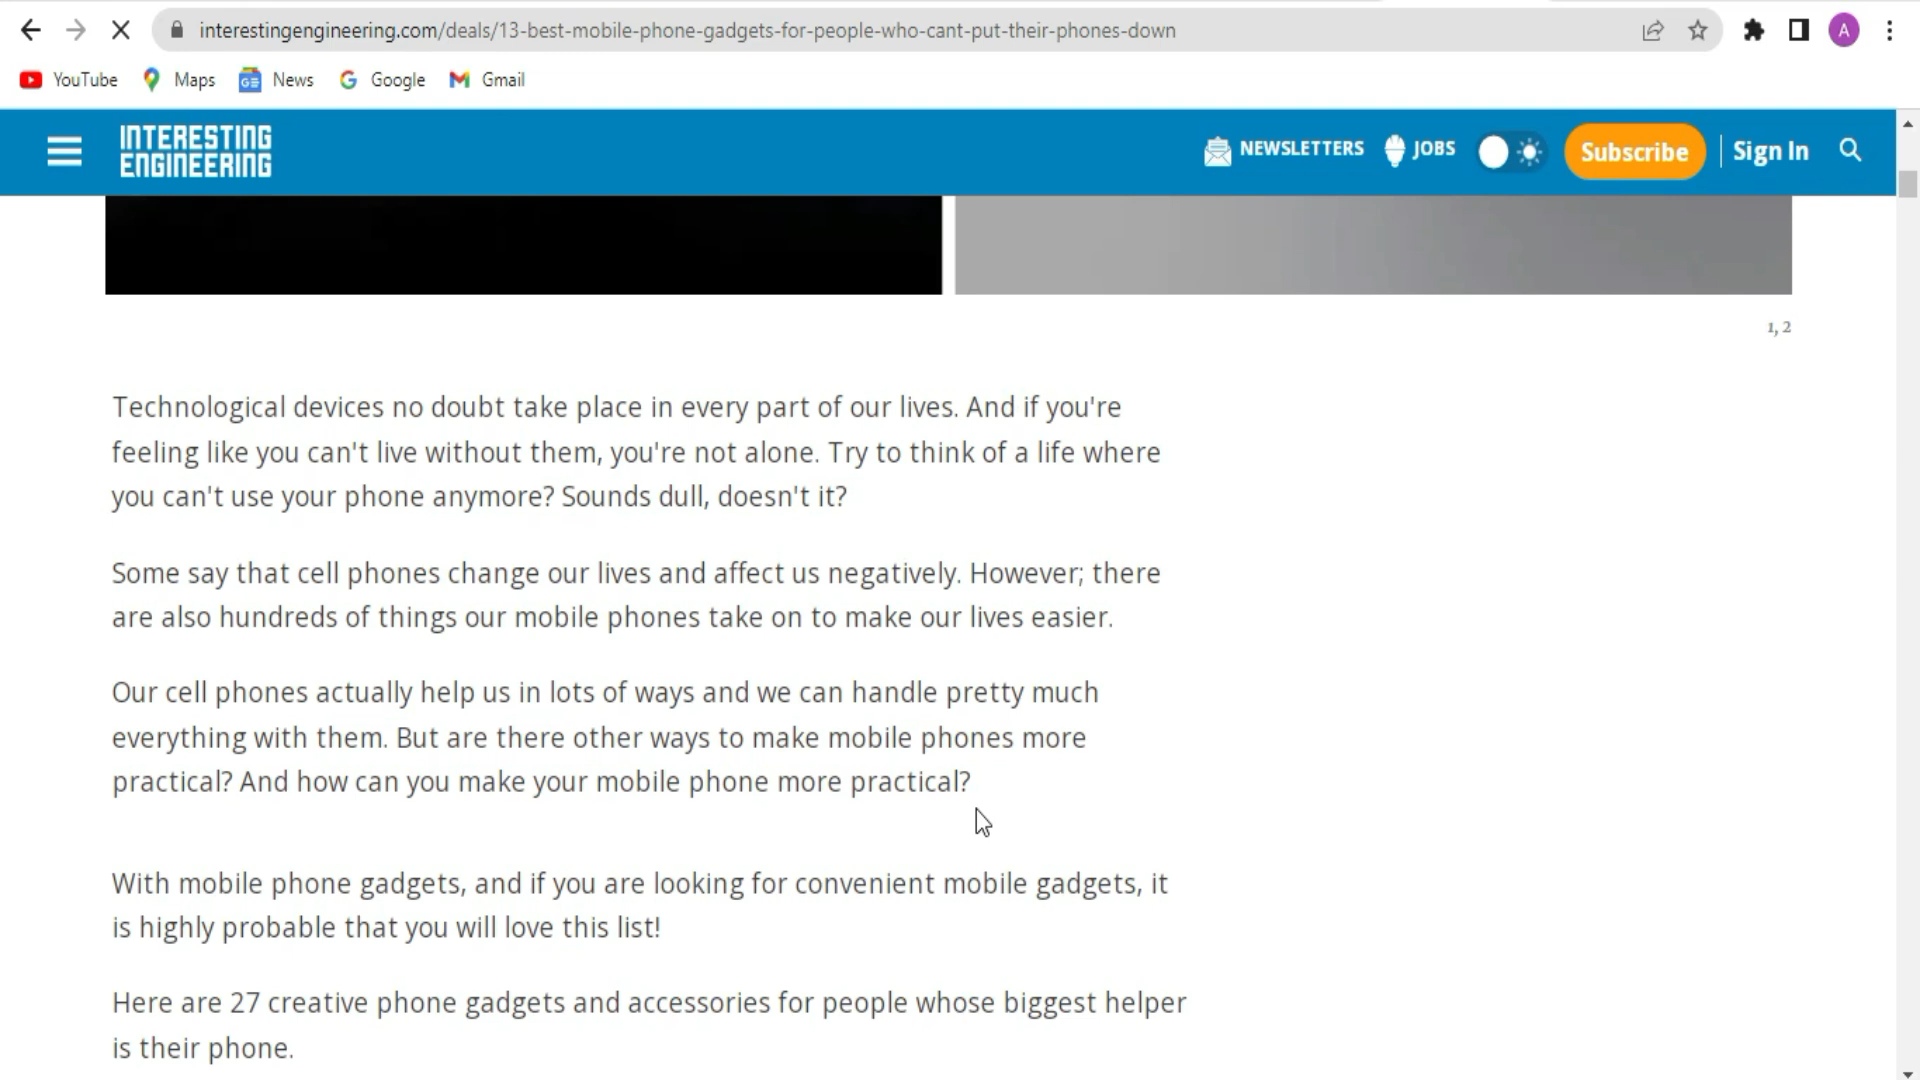 interestingengineering.com/deals/13-best-mobile-phone-gadgets-for-people-who-cant-put-their-phones-down
A
YouTube
Maps
News
Google
Gmail
INTERESTING
ENGINEERING
NEWSLETTERS
JOBS
Subscribe
Sign In
1, 2
Technological devices no doubt take place in every part of our lives. And if you're
feeling like you can't live without them, you're not alone. Try to think of a life where
you can't use your phone anymore? Sounds dull, doesn't it?
Some say that cell phones change our lives and affect us negatively. However; there
are also hundreds of things our mobile phones take on to make our lives easier.
Our cell phones actually help us in lots of ways and we can handle pretty much
everything with them. But are there other ways to make mobile phones more
practical? And how can you make your mobile phone more practical?
With mobile phone gadgets, and if you are looking for convenient mobile gadgets, it
is highly probable that you will love this list!
Here are 27 creative phone gadgets and accessories for people whose biggest helper
is their phone.